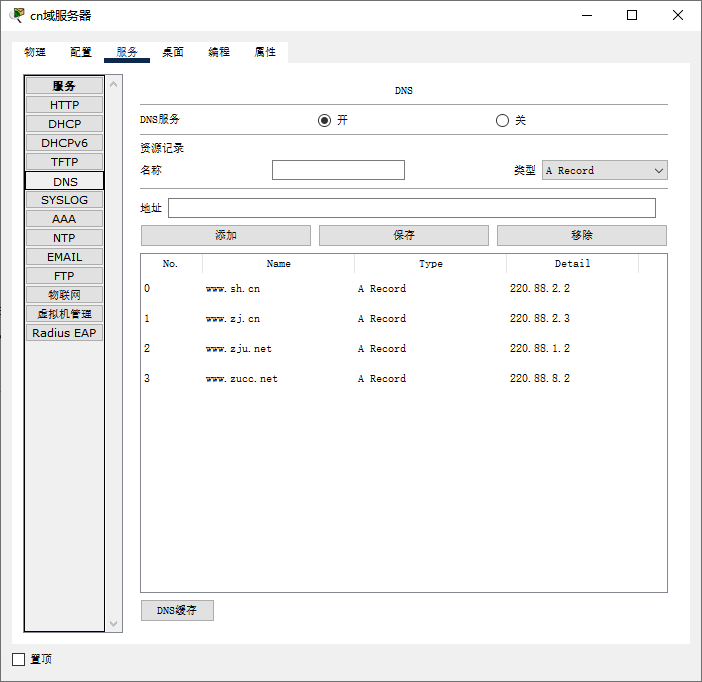 cn域服务器
物理 配置 服务 桌面 编程 属性
服务
HTTP
DHCP
DHCPv6
TFTP
DNS
SYSLOG
AAA
NTP
EMAIL
FTP
物联网
虚拟机管理
Radius EAP
DNS
DNS服务 开 关
资源记录
名称 类型 A Record
地址
添加 保存 移除
No. Name Type Detail
0 www.sh.cn A Record 220.88.2.2
1 www.zj.cn A Record 220.88.2.3
2 www.zju.net A Record 220.88.1.2
3 www.zucc.net A Record 220.88.8.2
DNS缓存
置顶